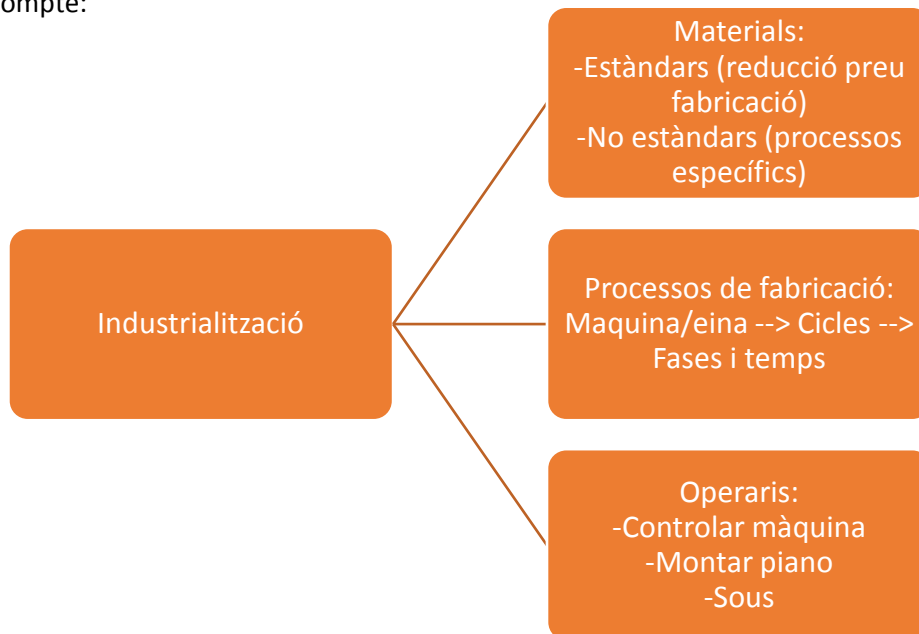 ompte:
Materials:
-Estàndars (reducció preu
fabricació)
-No estàndars (processos
específics)
Industrialització
Processos de fabricació:
Maquina/eina --> Cicles -->
Fases i temps
Operaris:
-Controlar màquina
-Montar piano
-Sous